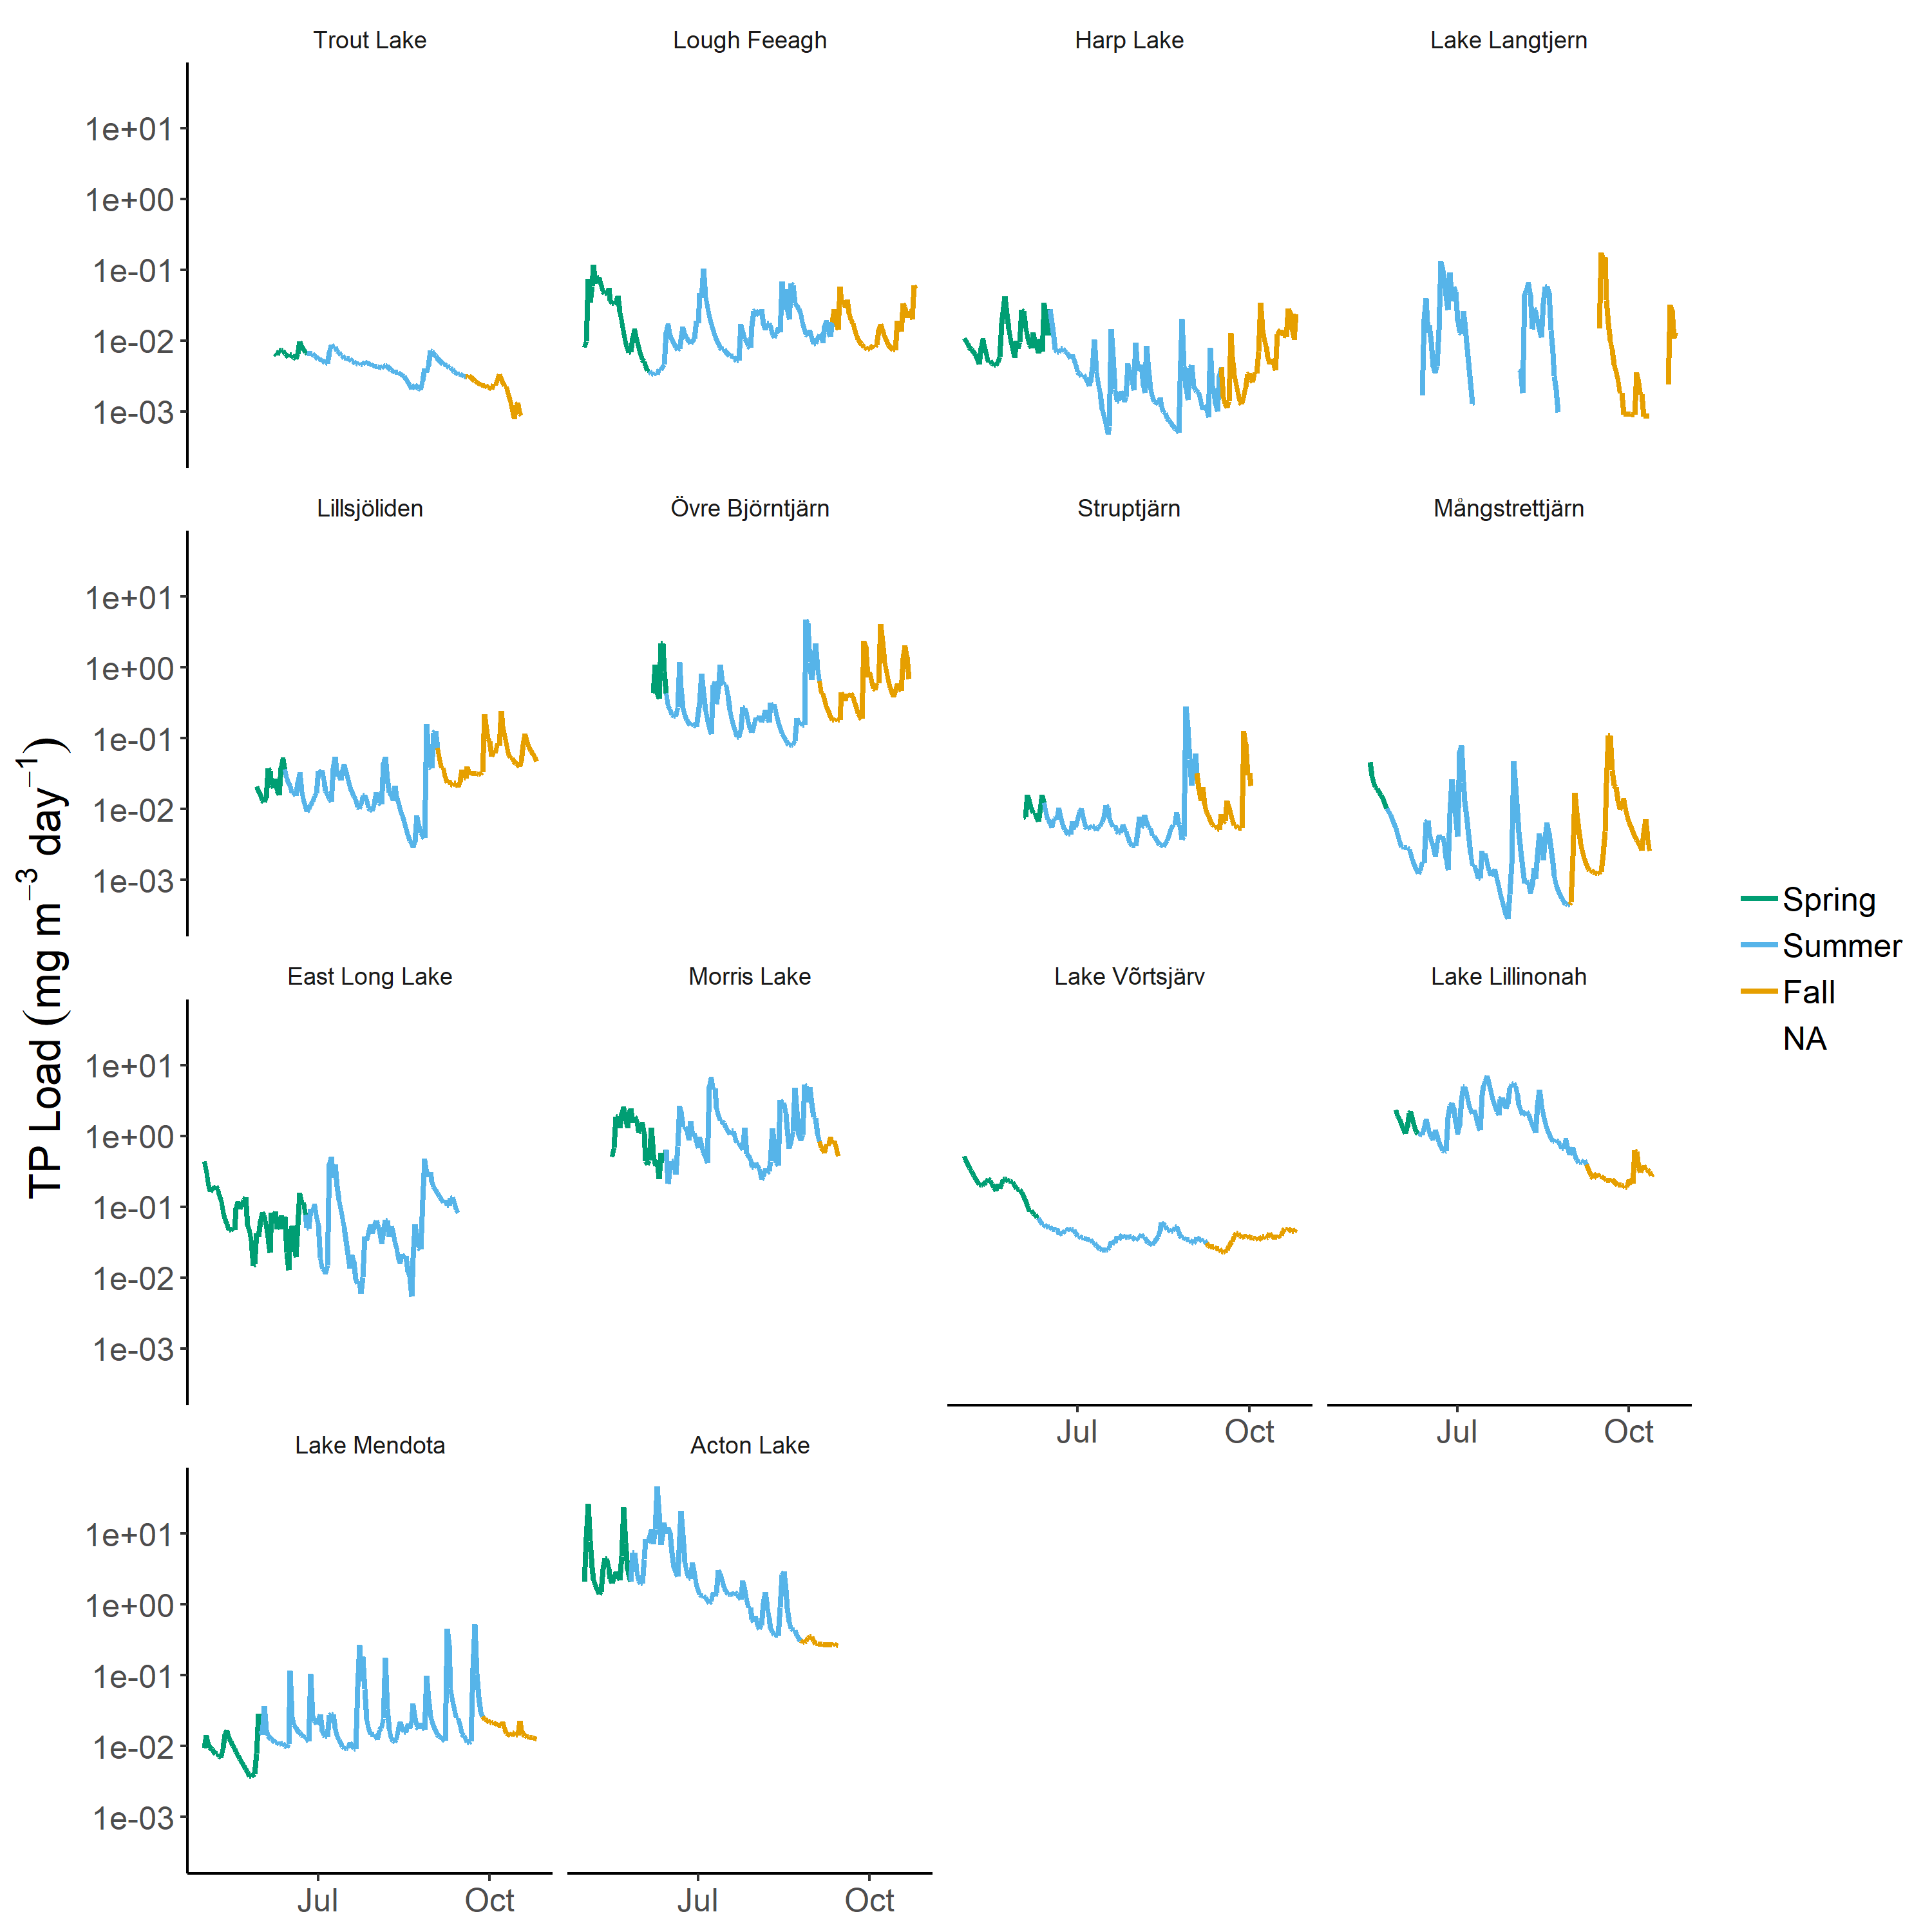 Trout Lake
Lough Feeagh
Harp Lake
Lake Langtjern
1e+01
1e+00
1e-01
1e-02
1e-03
Lillsjöliden
Övre Björntjärn
Struptjärn
Mångstrettjärn
1e+01
1e+00
1e-01
1e-02
1e-03
TP Load (mg m⁻³ day⁻¹)
Spring
Summer
Fall
NA
East Long Lake
Morris Lake
Lake Võrtsjärv
Lake Lillinonah
1e+01
1e+00
1e-01
1e-02
1e-03
Jul
Oct
Jul
Oct
Lake Mendota
Acton Lake
1e+01
1e+00
1e-01
1e-02
1e-03
Jul
Oct
Jul
Oct